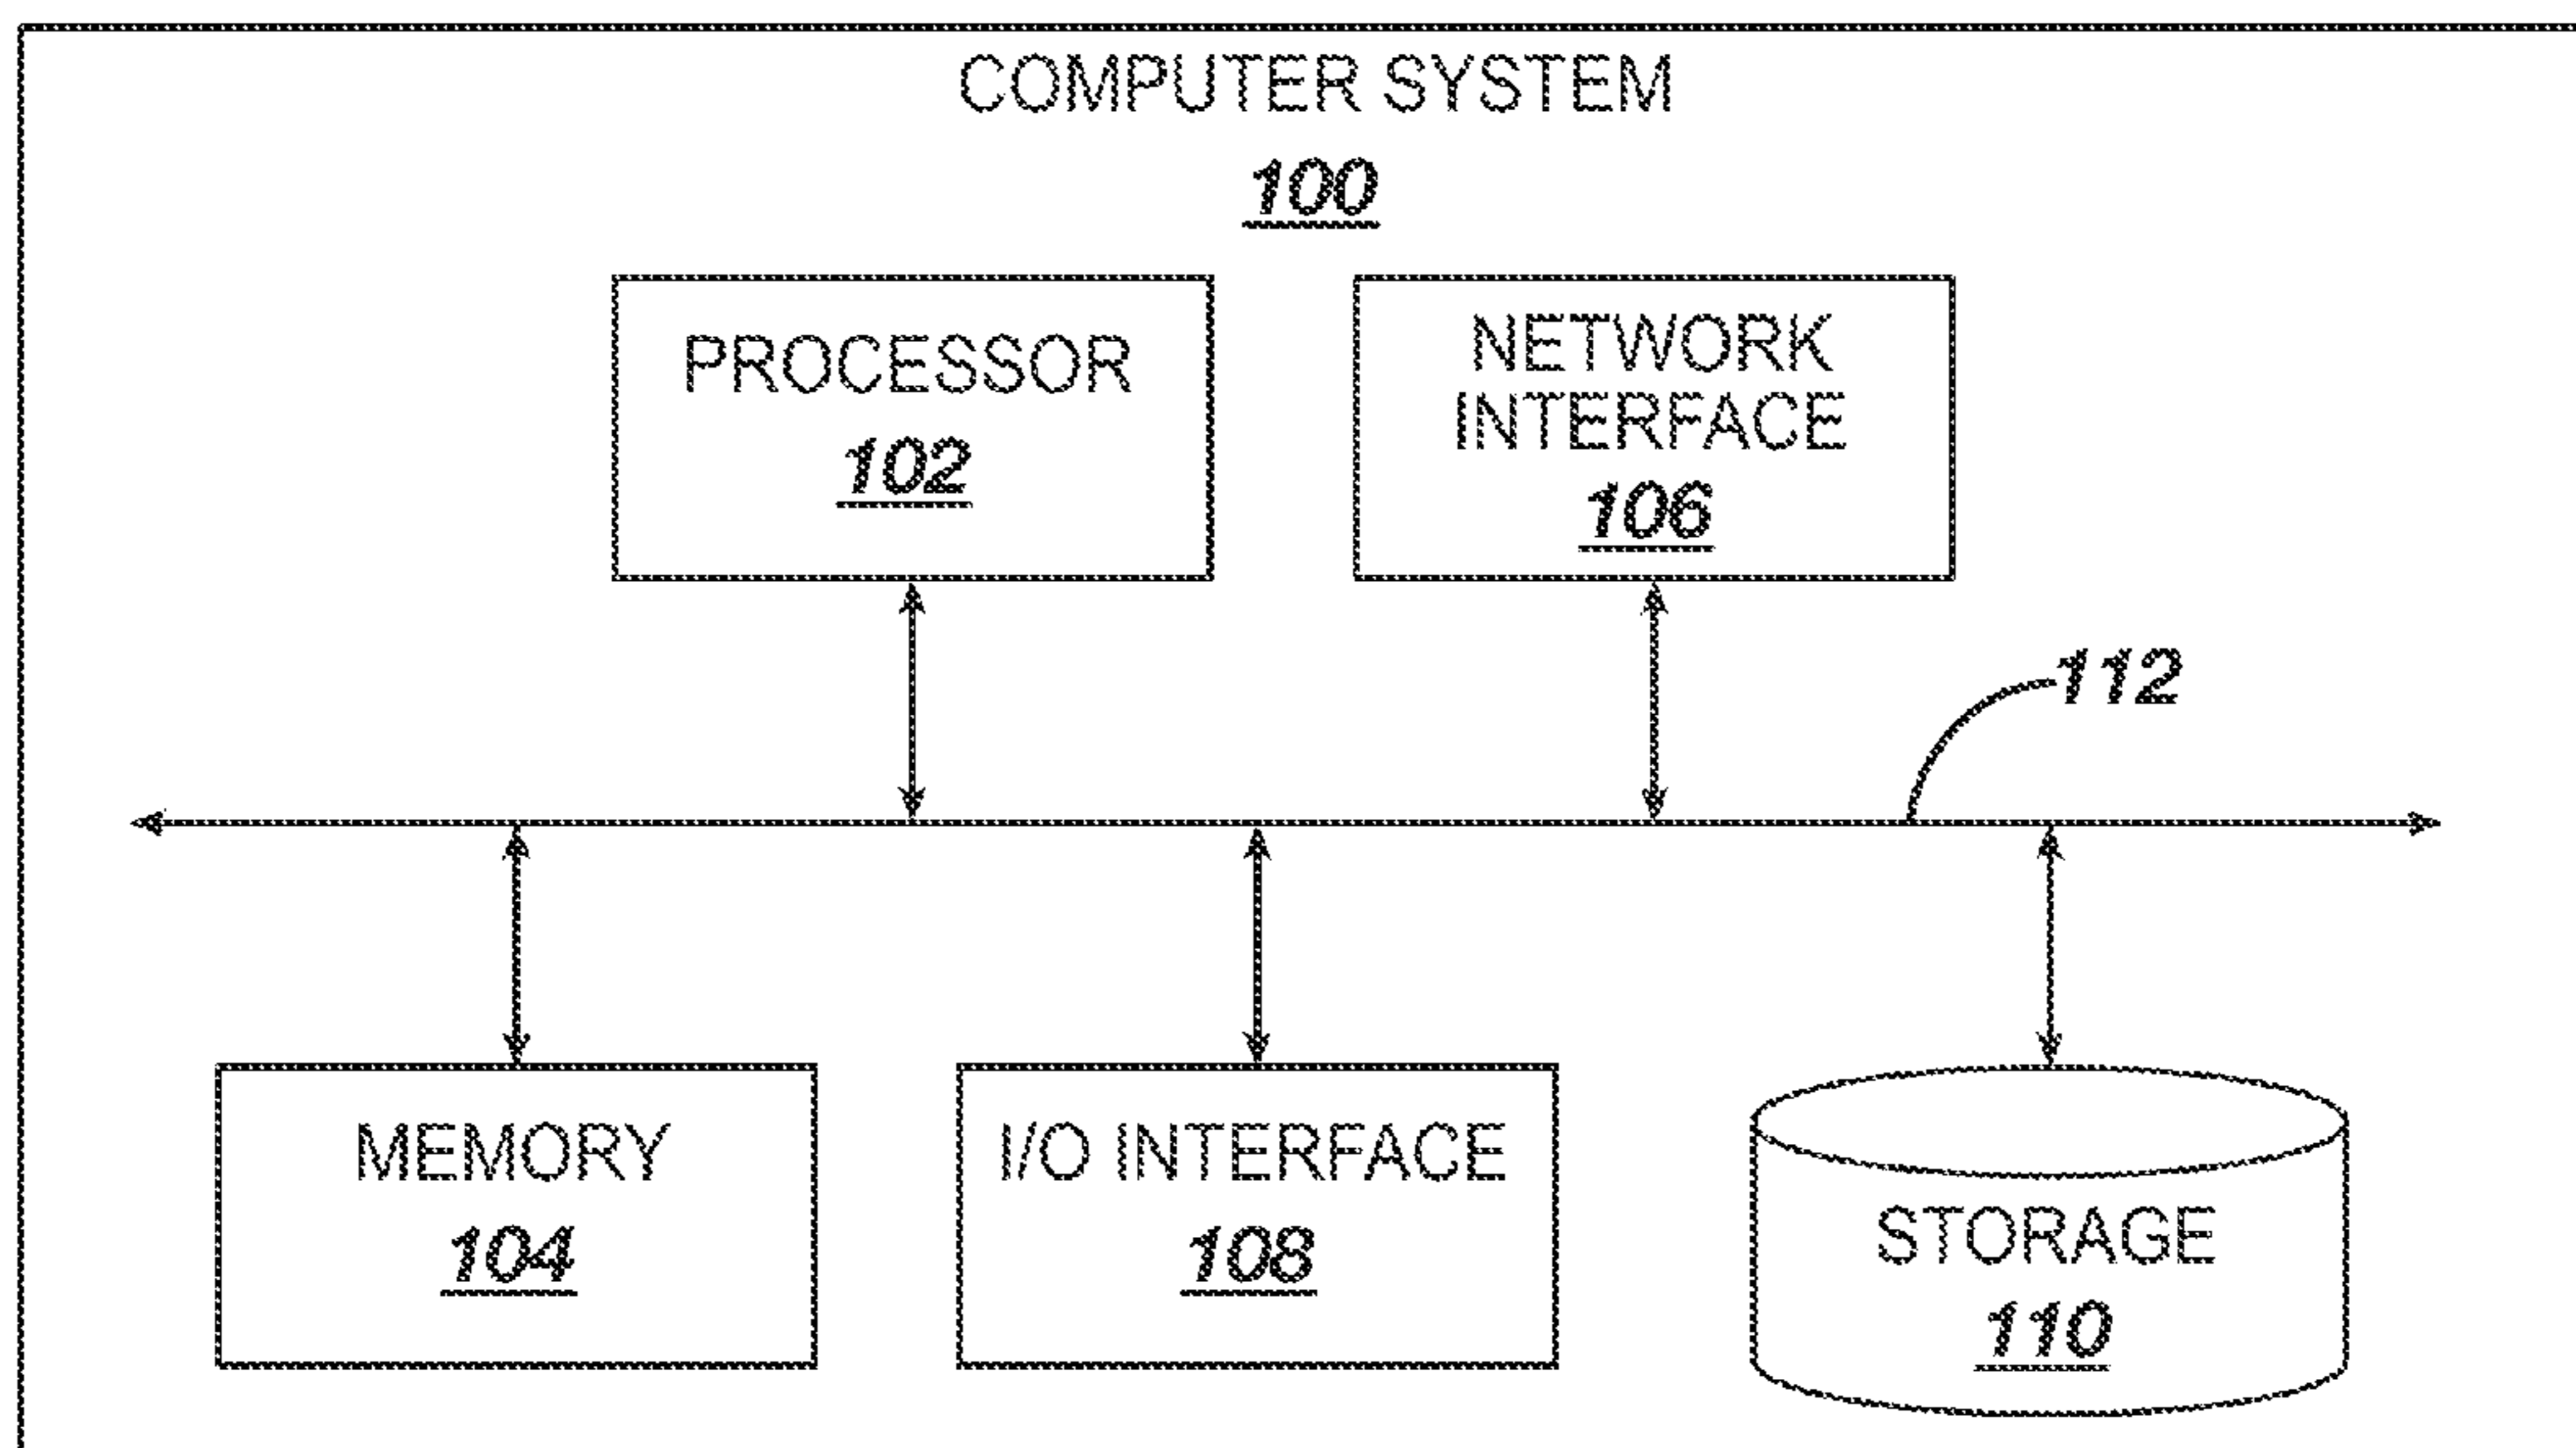 COMPUTER SYSTEM
100
PROCESSOR
102
NETWORK
INTERFACE
106
112
MEMORY
104
I/O INTERFACE
108
STORAGE
110